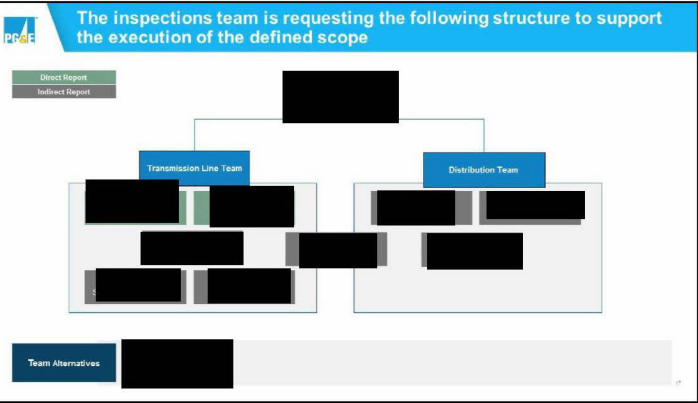 PG&E
The inspections team is requesting the following structure to support
the execution of the defined scope
Direct Report
Indirect Report
Transmission Line Team
Distribution Team
Team Alternatives